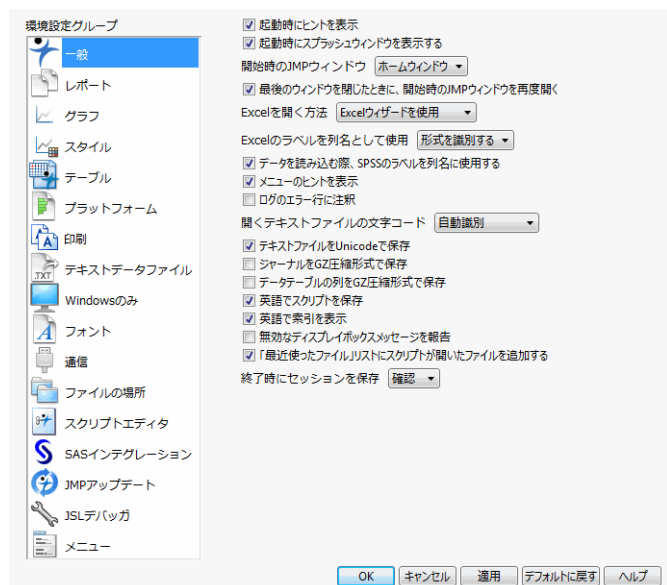 環境設定グループ
一般
レポート
グラフ
スタイル
テーブル
プラットフォーム
印刷
テキストデータファイル
Windowsのみ
フォント
通信
ファイルの場所
スクリプトエディタ
SASインテグレーション
JMPアップデート
JSLデバッガ
メニュー
起動時にヒントを表示
起動時にスプラッシュウィンドウを表示する
開始時のJMPウィンドウ ホームウィンドウ
最後のウィンドウを閉じたときに、開始時のJMPウィンドウを再度開く
Excelを開く方法 Excelウィザードを使用
Excelのラベルを列名として使用 形式を識別する
データを読み込む際、SPSSのラベルを列名に使用する
メニューのヒントを表示
ログのエラー行に注釈
開くテキストファイルの文字コード 自動識別
テキストファイルをUnicodeで保存
ジャーナルをGZ圧縮形式で保存
データテーブルの列をGZ圧縮形式で保存
英語でスクリプトを保存
英語で索引を表示
無効なディスプレイボックスメッセージを報告
「最近使ったファイル」リストにスクリプトが開いたファイルを追加する
終了時にセッションを保存 確認
OK キャンセル 適用 デフォルトに戻す ヘルプ